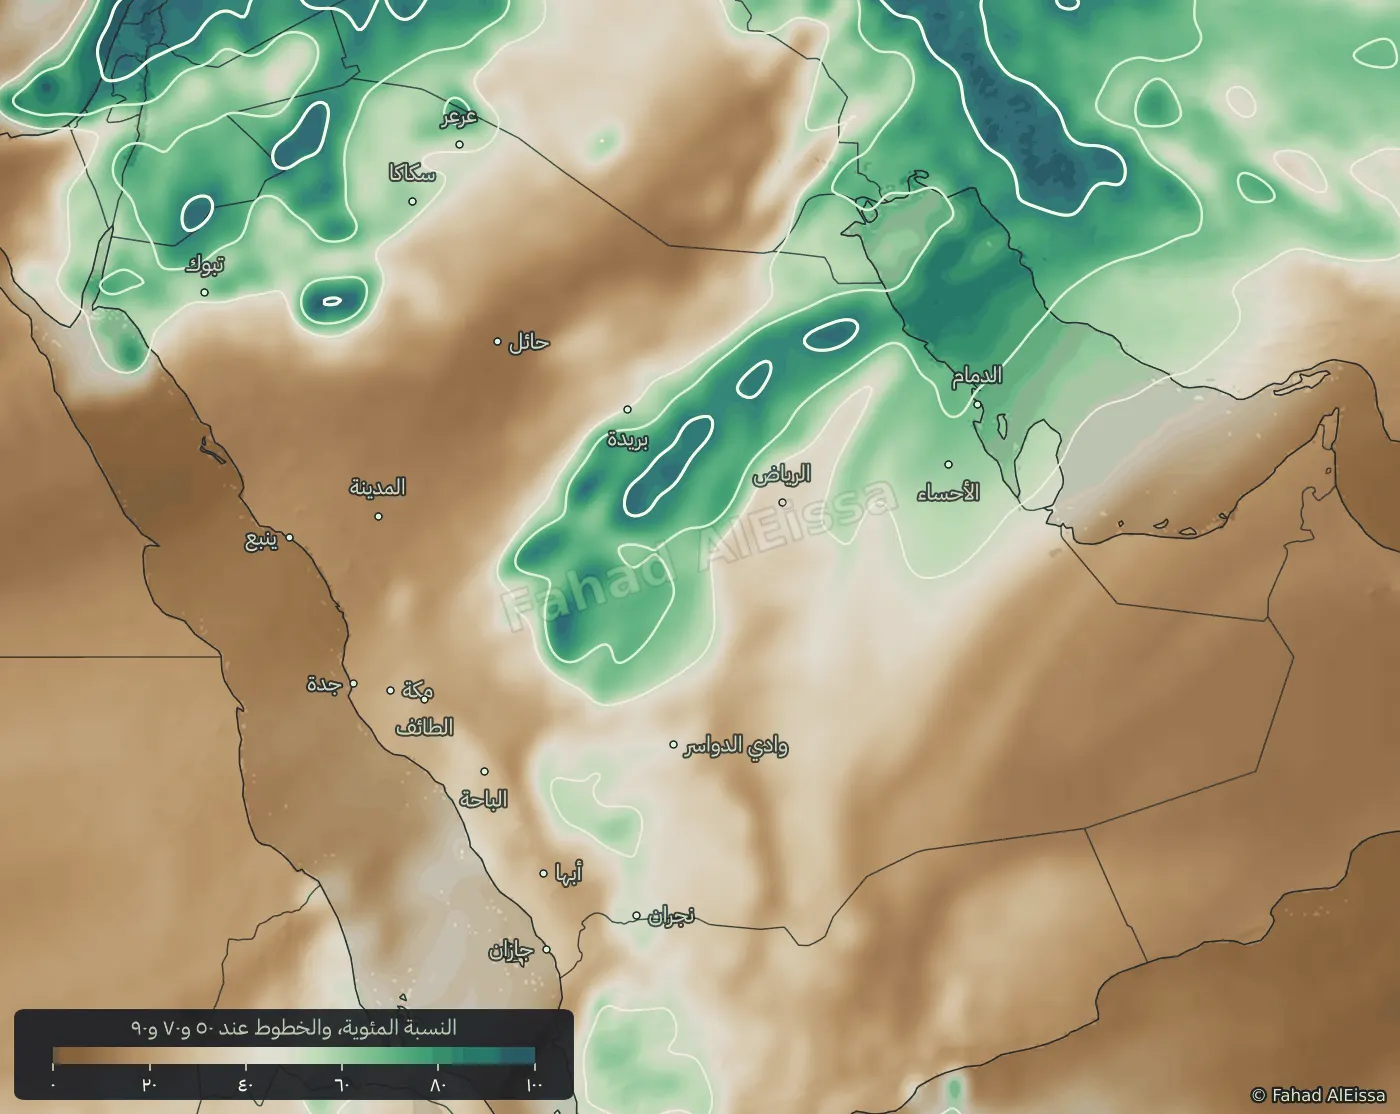 عرعر
سكاكا
تبوك
حائل
الدمام
بريدة
الرياض
الأحساء
المدينة
ينبع
Fahad AlEissa
جدة
مكة
الطائف
وادي الدواسر
الباحة
أبها
نجران
جازان
النسبة المئوية، والخطوط عند ٥٠ و٧٠ و٩٠
٠ ٢٠ ٤٠ ٦٠ ٨٠ ١٠٠
© Fahad AlEissa